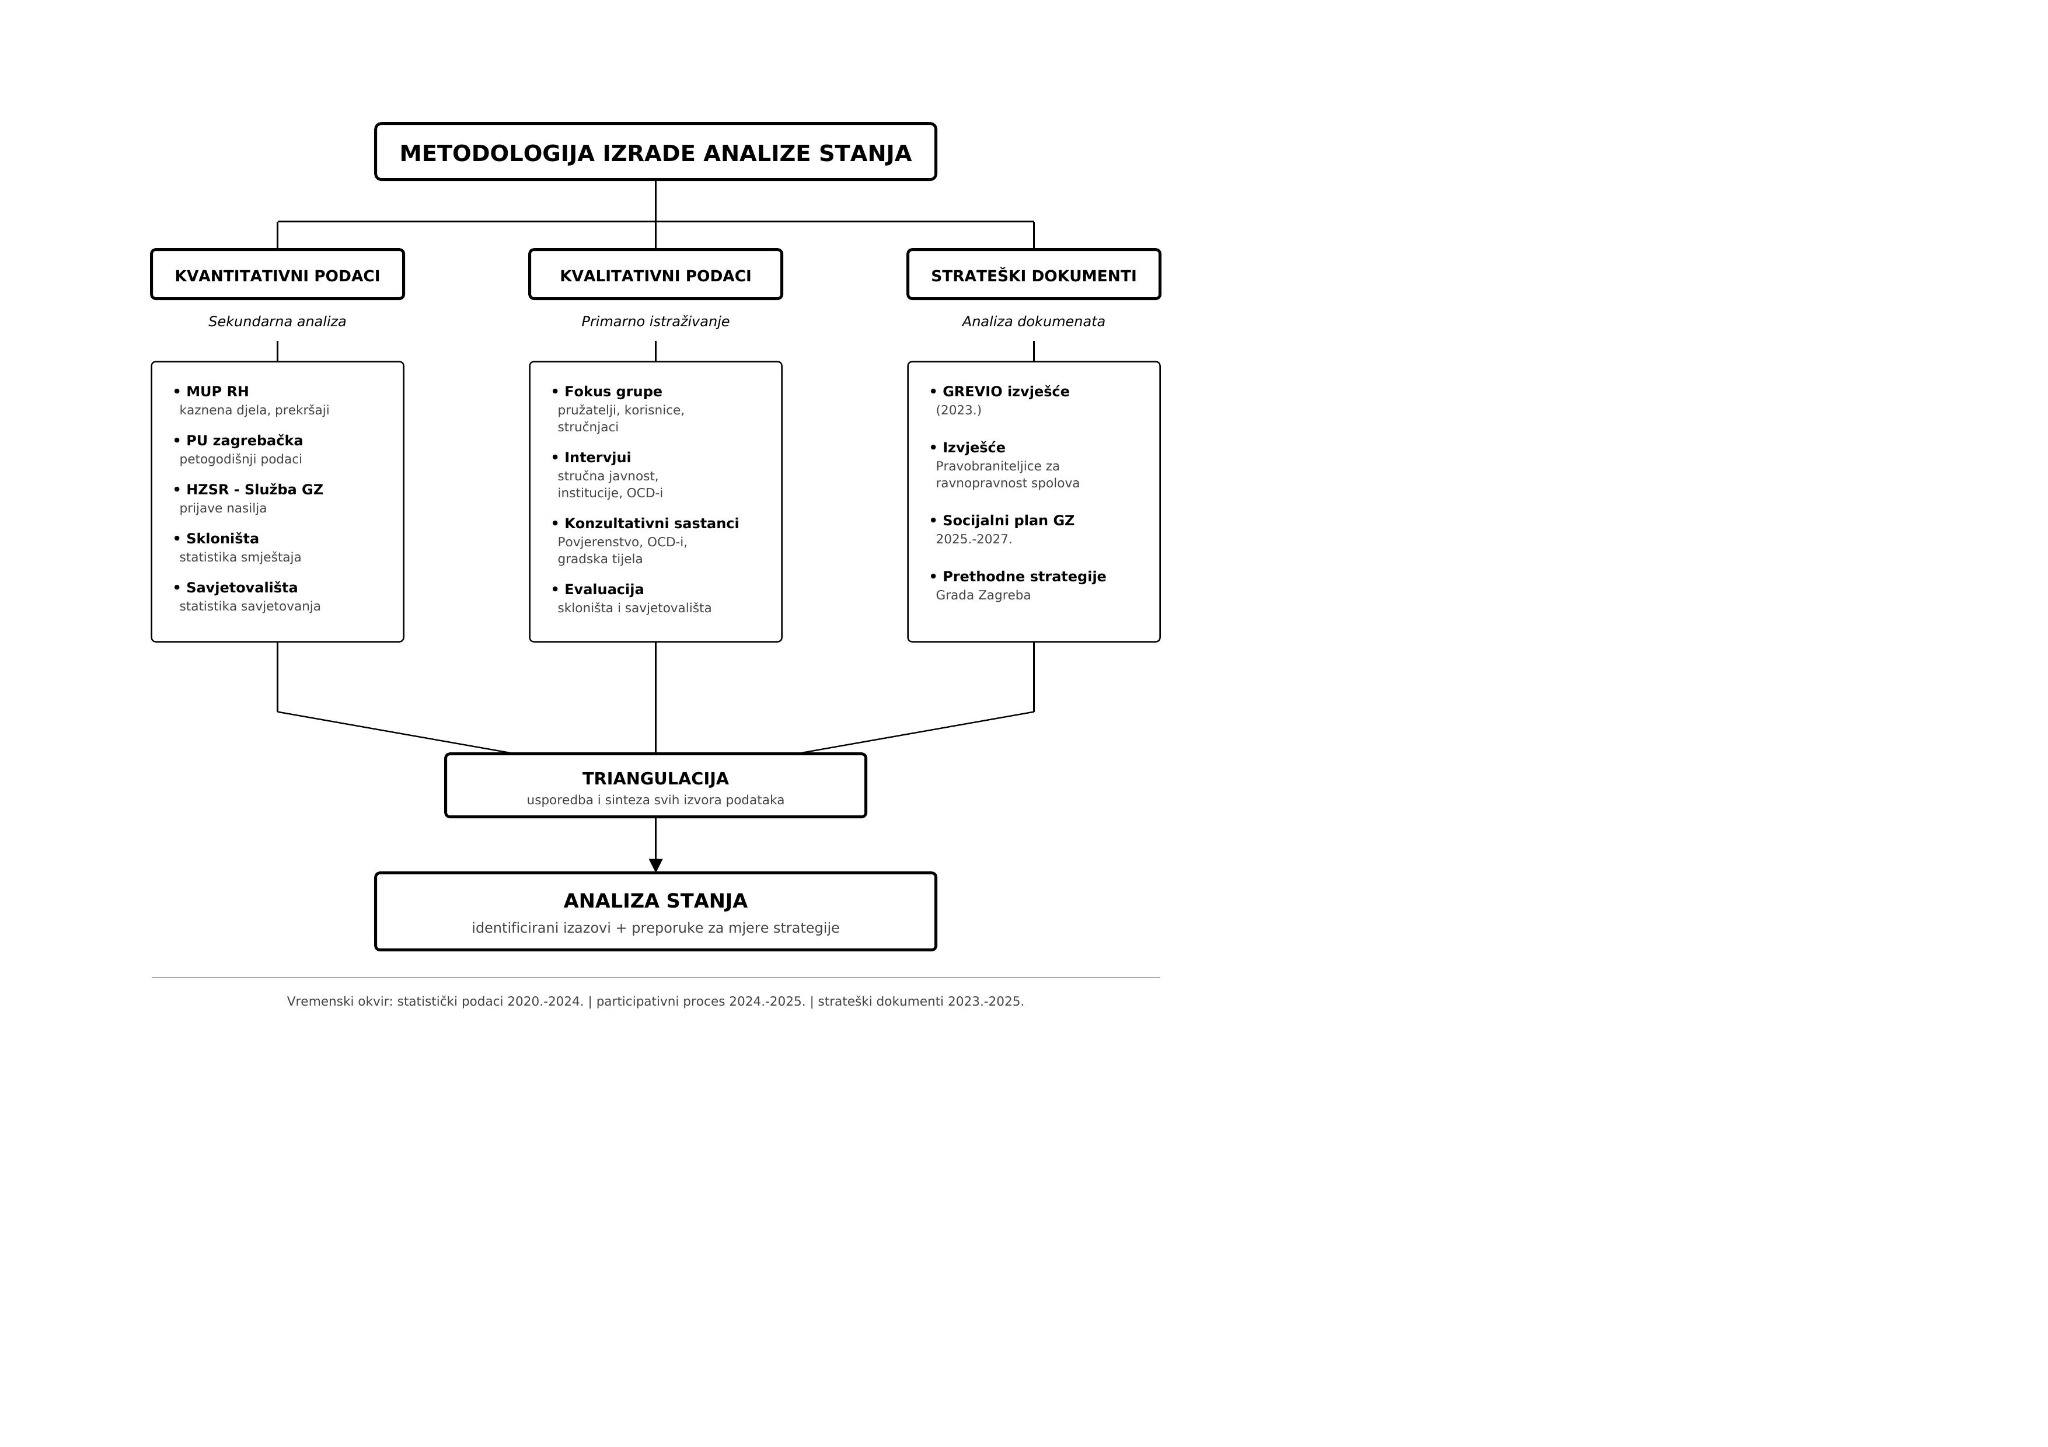 METODOLOGIJA IZRADE ANALIZE STANJA
KVANTITATIVNI PODACI
Sekundarna analiza
• MUP RH
kaznena djela, prekršaji
• PU zagrebačka
petogodišnji podaci
• HZSR - Služba GZ
prijave nasilja
• Skloništa
statistika smještaja
• Savjetovališta
statistika savjetovanja
KVALITATIVNI PODACI
Primarno istraživanje
• Fokus grupe
pružatelji, korisnice,
stručnjaci
• Intervjui
stručna javnost,
institucije, OCD-i
• Konzultativni sastanci
Povjerenstvo, OCD-i,
gradska tijela
• Evaluacija
skloništa i savjetovališta
STRATEŠKI DOKUMENTI
Analiza dokumenata
• GREVIO izvješće
(2023.)
• Izvješće
Pravobraniteljice za
ravnopravnost spolova
• Socijalni plan GZ
2025.-2027.
• Prethodne strategije
Grada Zagreba
TRIANGULACIJA
usporedba i sinteza svih izvora podataka
ANALIZA STANJA
identificirani izazovi + preporuke za mjere strategije
Vremenski okvir: statistički podaci 2020.-2024. | participativni proces 2024.-2025. | strateški dokumenti 2023.-2025.